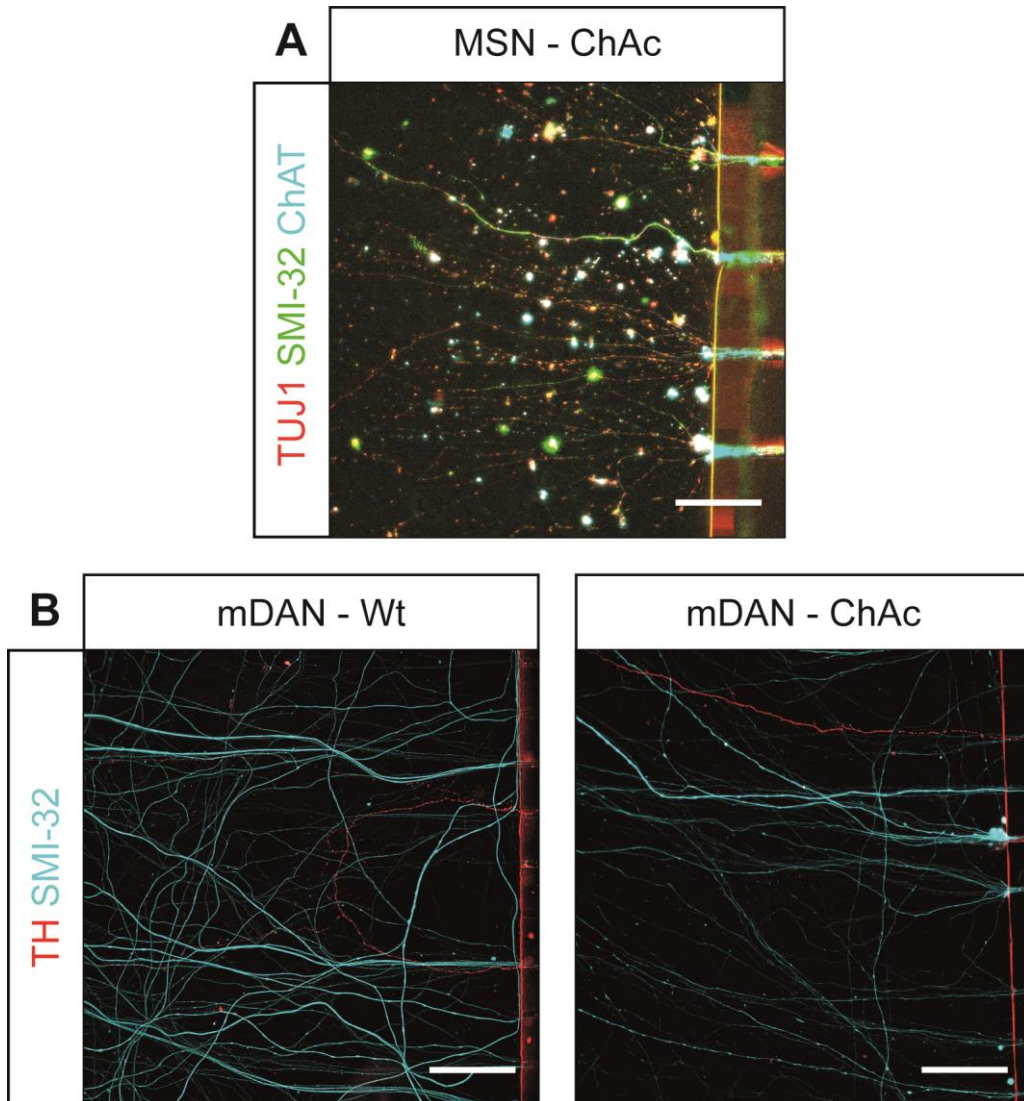 A
MSN - ChAc
TUJ1 SMI-32 ChAT
B
mDAN - Wt
mDAN - ChAc
TH SMI-32